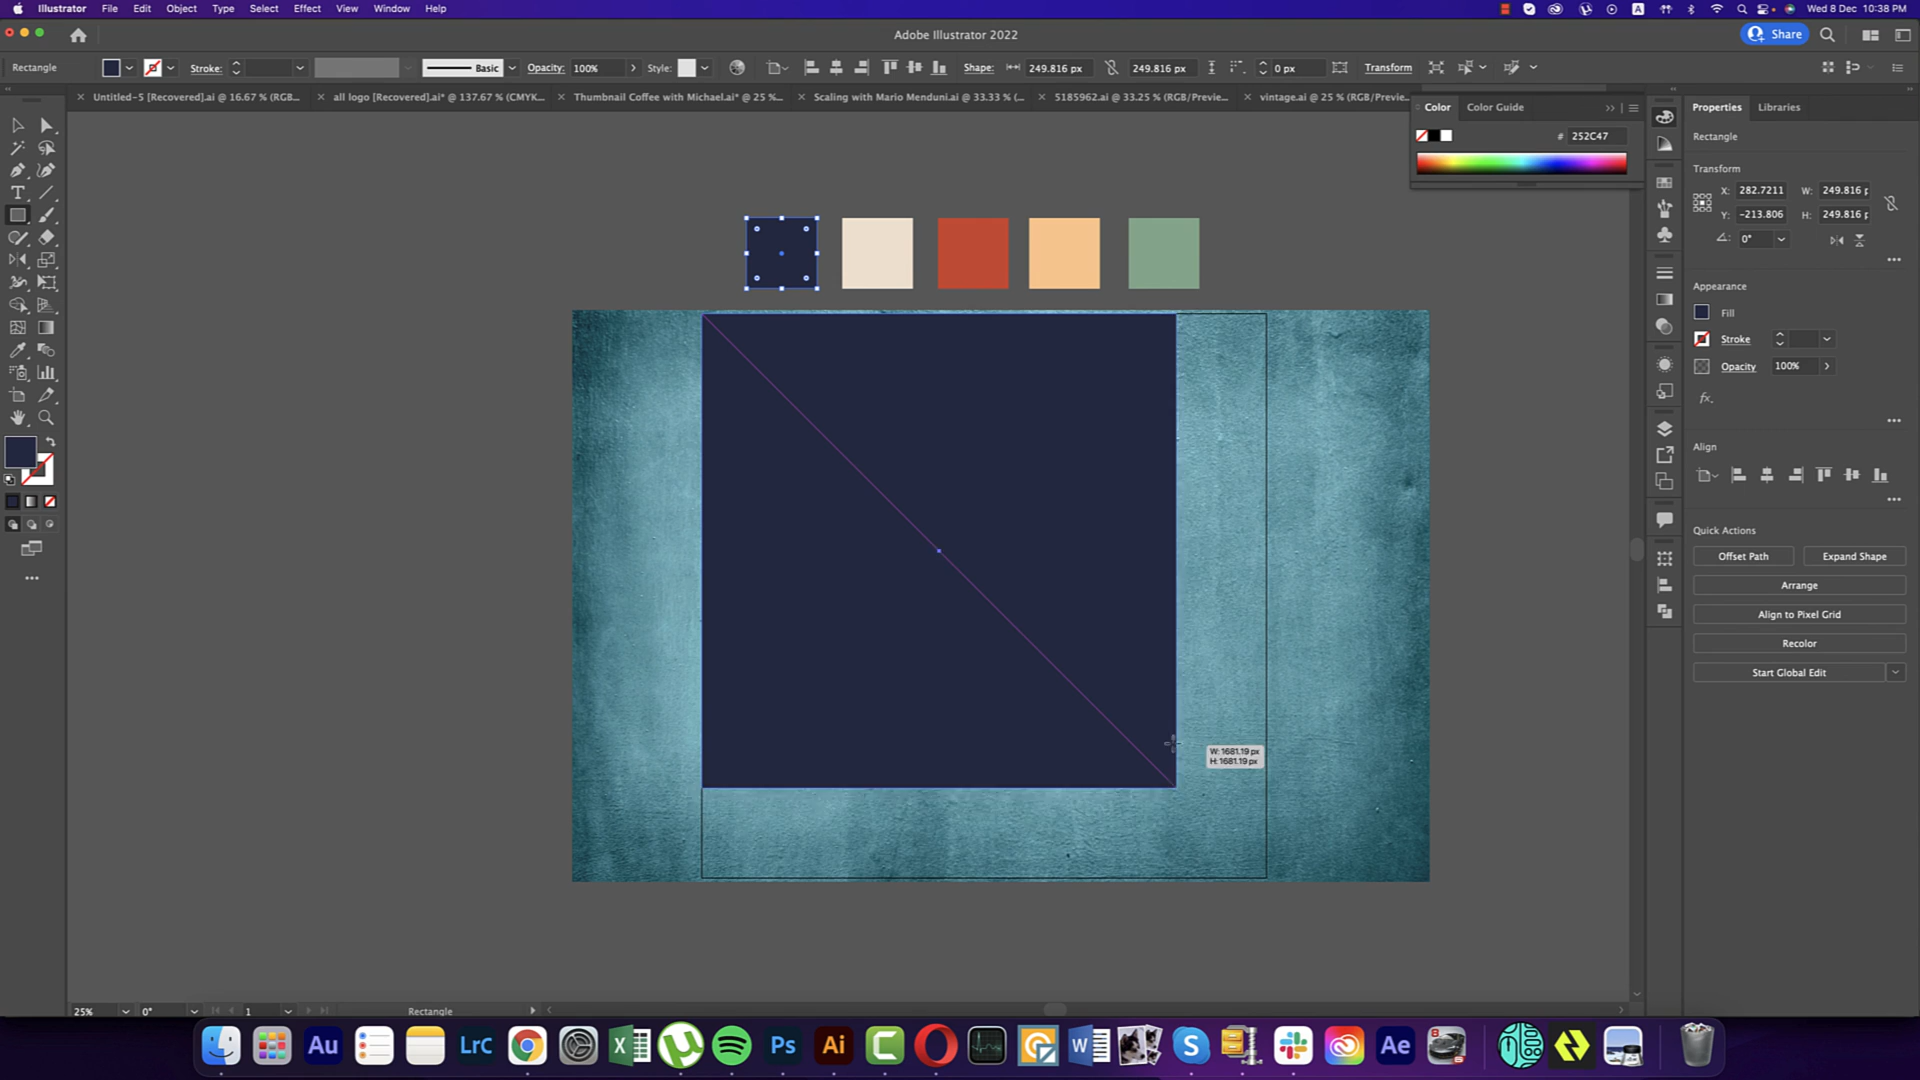 Illustrator File Edit Object Type Select Effect View Window Help
A
Wed 8 Dec 10:38 PM
Adobe Illustrator 2022
Share
Rectangle
Stroke:
Basic
Opacity: 100%
Style:
Shape: 249.816 px
249.816 px
0 px
Transform
Untitled-5 [Recovered].ai @ 16.67 % (RGB...
all logo [Recovered].ai* @ 137.67 % (CMYK...
Thumbnail Coffee with Michael.ai* @ 25 %...
Scaling with Mario Menduni.ai @ 33.33 % (...
5185962.ai @ 33.25 % (RGB/Previe...
vintage.ai @ 25 % (RGB/Previe...
Color
Color Guide
# 252C47
Properties
Libraries
Rectangle
Transform
X: 282.7211
W: 249.816 p
Y: -213.806
H: 249.816 p
0°
Appearance
Fill
Stroke
Opacity 100%
fx.
Align
Quick Actions
Offset Path
Expand Shape
Arrange
Align to Pixel Grid
Recolor
Start Global Edit
W: 1681.19 px
H: 1681.19 px
25%
0°
1
Rectangle
Au
LrC
Ps
Ai
Ae